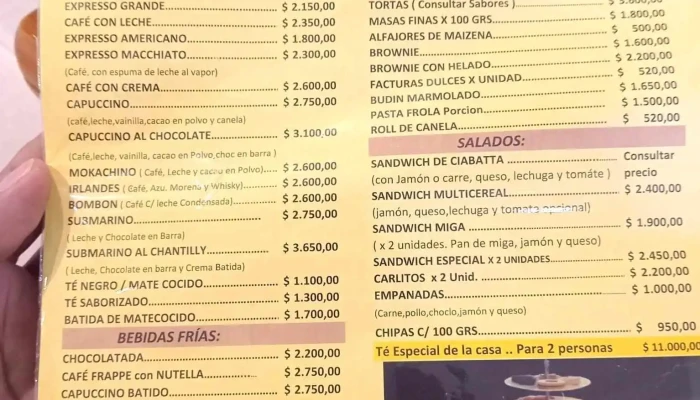 EXPRESSO GRANDE............ $ 2.150,00
CAFÉ CON LECHE............ $ 2.350,00
EXPRESO AMERICANO............ $ 1.800,00
EXPRESO MACCHIATO............ $ 2.300,00
(Café, con espuma de leche al vapor)
CAFÉ CON CREMA............ $ 2.600,00
CAPUCCINO............ $ 2.750,00
(café,leche,vainilla,cacao en polvo y canela)
CAPUCCINO AL CHOCOLATE............ $ 3.100,00
(Café,leche, vainilla, cacao en Polvo,choc en barra )
MOKACHINO ( Café, Leche y cacau en Polvo)..... $ 2.600,00
IRLANDES ( Café, Azu. Moreno y Whisky)............ $ 2.600,00
BOMBON ( Café C/ leche Condensada)............ $ 2.600,00
SUBMARINO............ $ 2.750,00
( Leche y Chocolate en Barra)
SUBMARINO AL CHANTILLY............ $ 3.650,00
( Leche, Chocolate en barra y Crema Batida)
TÉ NEGRO / MATE COCIDO............ $ 1.100,00
TÉ SABORIZADO............ $ 1.300,00
BATIDA DE MATECOCIDO............ $ 1.700,00
BEBIDAS FRÍAS:
CHOCOLATADA............ $ 2.200,00
CAFÉ FRAPPE con NUTELLA............ $ 2.750,00
CAPUCCINO BATIDO............ $ 2.750,00
TORTAS ( Consultar Sabores )............
MASAS FINAS X 100 GRS............ $ 1.800,00
ALFAJORES DE MAIZENA............ $ 500,00
BROWNIE............ $ 1.600,00
BROWNIE CON HELADO............ $ 2.200,00
FACTURAS DULCES X UNIDAD............ $ 520,00
BUDIN MARMOLADO............ $ 1.650,00
PASTA FROLA Porcion............ $ 1.500,00
ROLL DE CANELA............ $ 520,00
SALADOS:
SANDWICH DE CIABATTA ............ Consultar
(con Jamón o carre, queso, lechuga y tomáte ) precio
SANDWICH MULTICEREAL............ $ 2.400,00
(jamón, queso,lechuga y tomate opcional)
SANDWICH MIGA ............ $ 1.900,00
( x 2 unidades. Pan de miga, jamón y queso)
SANDWICH ESPECIAL X 2 UNIDADES............ $ 2.450,00
CARLITOS x 2 Unid. ............ $ 2.200,00
EMPANADAS............ $ 1.000,00
(Carne,pollo,choclo,jamón y queso)
CHIPAS C/ 100 GRS............ $ 950,00
Té Especial de la casa .. Para 2 personas $ 11.000,00